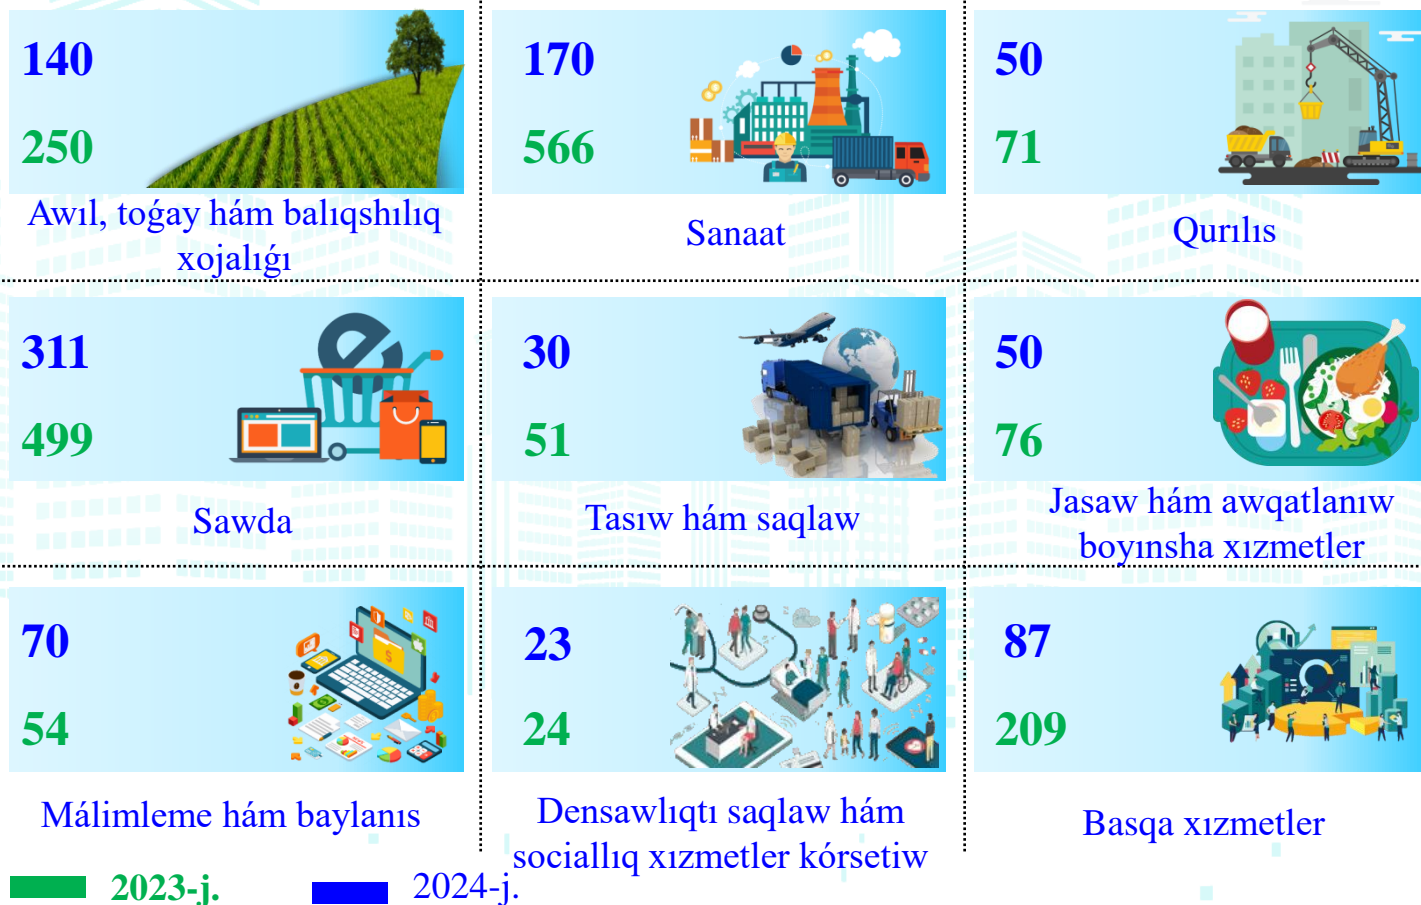 140
250
Awıl, toǵay hám balıqshılıq
xojalıǵı
170
566
Sanaat
50
71
Qurılıs
311
499
Sawda
30
51
Tasıw hám saqlaw
50
76
Jasaw hám awqatlanıw
boyınsha xızmetler
70
54
Málimleme hám baylanıs
23
24
Densawlıqtı saqlaw hám
sociallıq xızmetler kórsetiw
87
209
Basqa xızmetler
2023-j.
2024-j.